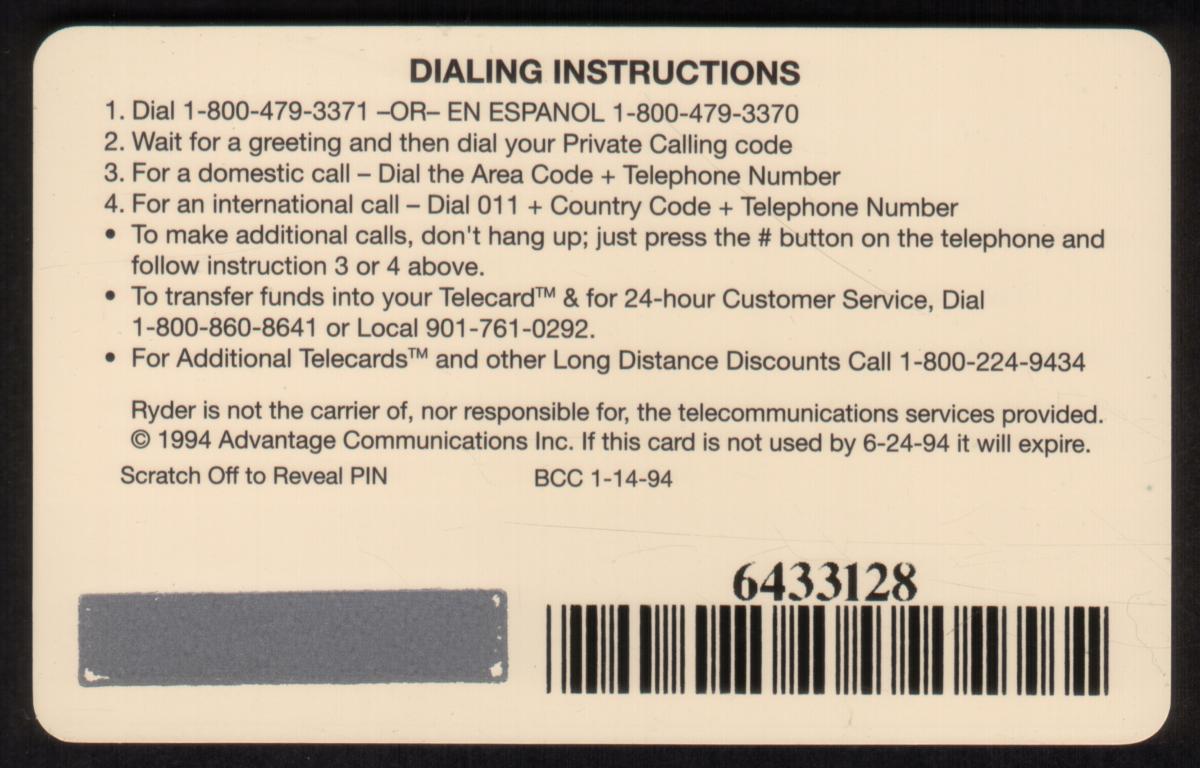 DIALING INSTRUCTIONS
1. Dial 1-800-479-3371 –OR– EN ESPANOL 1-800-479-3370
2. Wait for a greeting and then dial your Private Calling code
3. For a domestic call – Dial the Area Code + Telephone Number
4. For an international call – Dial 011 + Country Code + Telephone Number
• To make additional calls, don't hang up; just press the # button on the telephone and
follow instruction 3 or 4 above.
• To transfer funds into your Telecard™ & for 24-hour Customer Service, Dial
1-800-860-8641 or Local 901-761-0292.
• For Additional Telecards™ and other Long Distance Discounts Call 1-800-224-9434
Ryder is not the carrier of, nor responsible for, the telecommunications services provided.
© 1994 Advantage Communications Inc. If this card is not used by 6-24-94 it will expire.
Scratch Off to Reveal PIN BCC 1-14-94
6433128